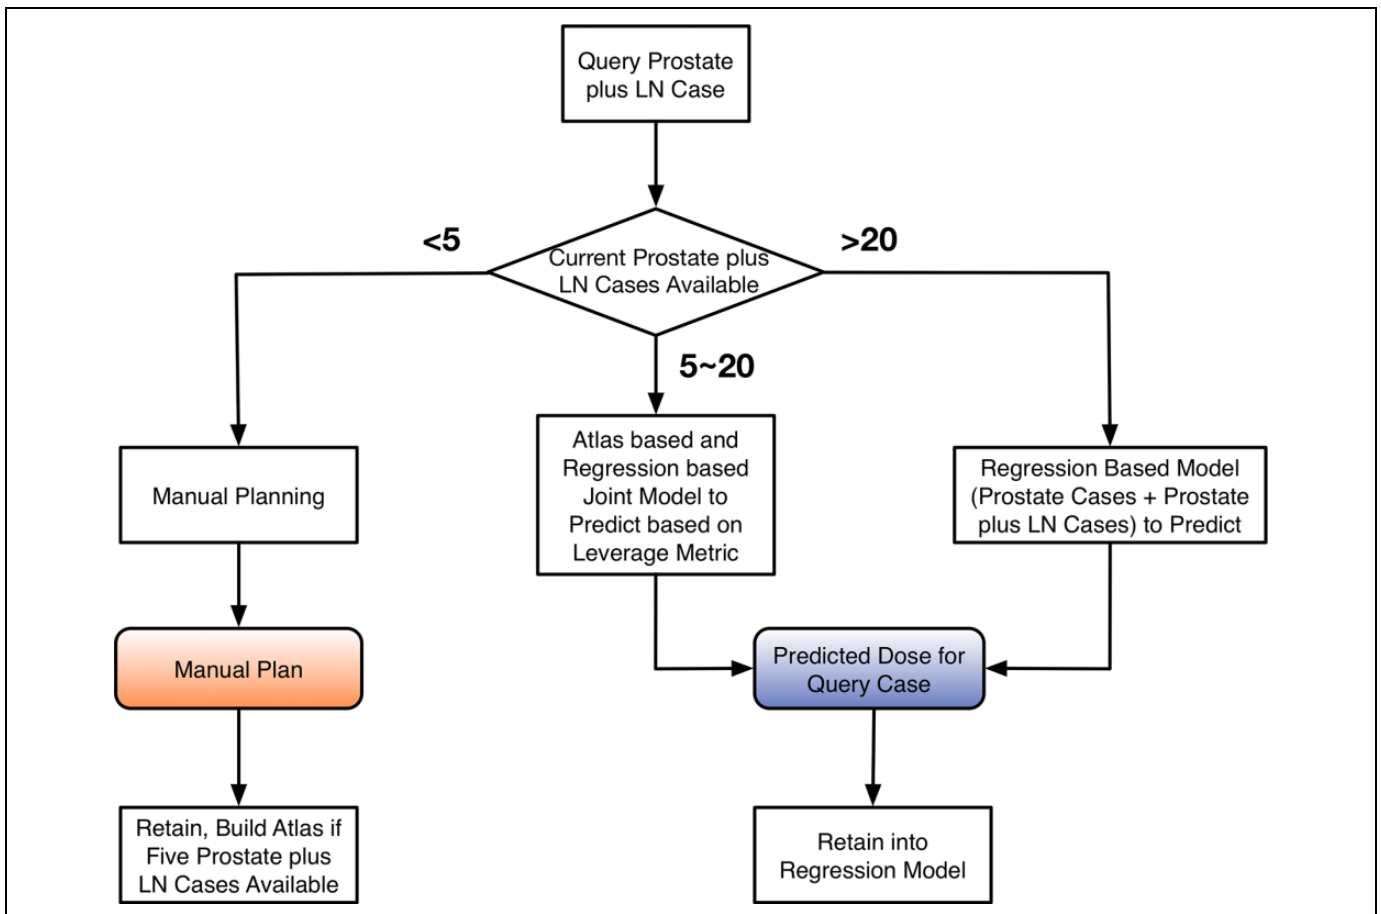 Query Prostate
plus LN Case
<5
>20
Current Prostate plus
LN Cases Available
5~20
Manual Planning
Atlas based and
Regression based
Joint Model to
Predict based on
Leverage Metric
Regression Based Model
(Prostate Cases + Prostate
plus LN Cases) to Predict
Manual Plan
Predicted Dose for
Query Case
Retain, Build Atlas if
Five Prostate plus
LN Cases Available
Retain into
Regression Model